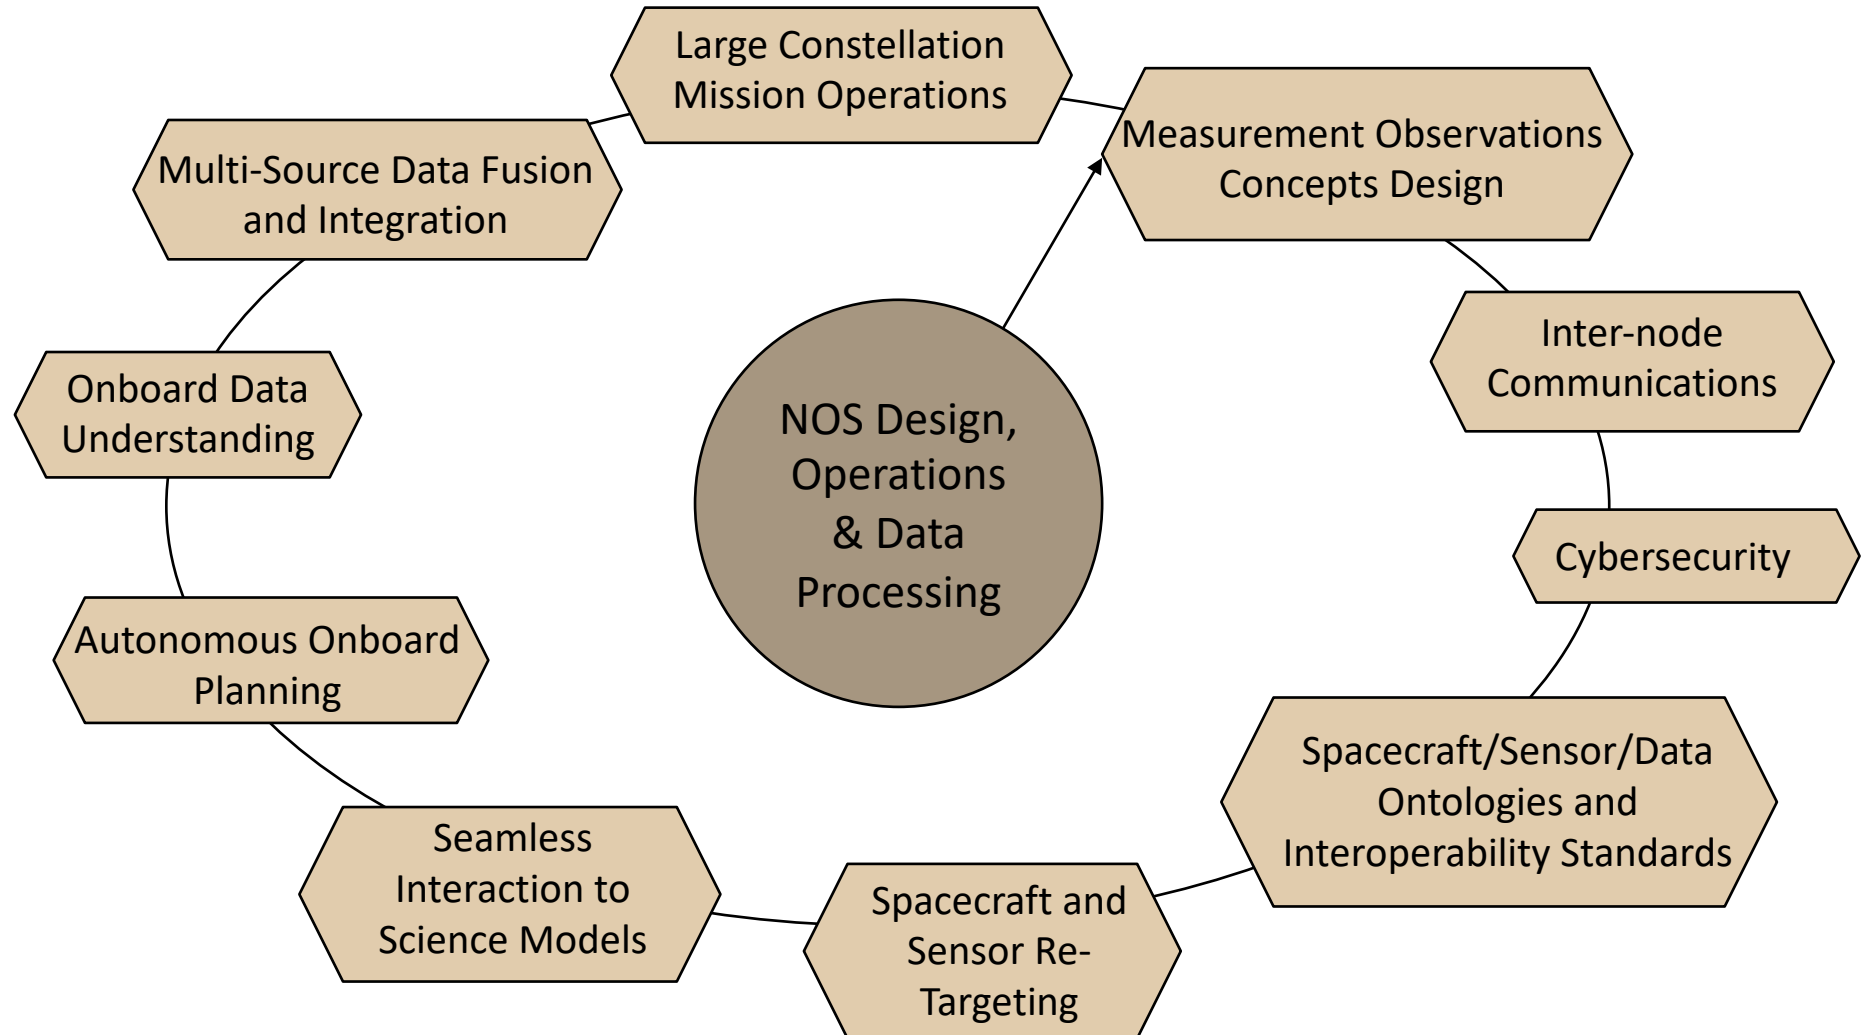 Large Constellation
Mission Operations
Measurement Observations
Concepts Design
Multi-Source Data Fusion
and Integration
Inter-node
Communications
Onboard Data
Understanding
NOS Design,
Operations
& Data
Processing
Cybersecurity
Autonomous Onboard
Planning
Spacecraft/Sensor/Data
Ontologies and
Interoperability Standards
Seamless
Interaction to
Science Models
Spacecraft and
Sensor Re-
Targeting